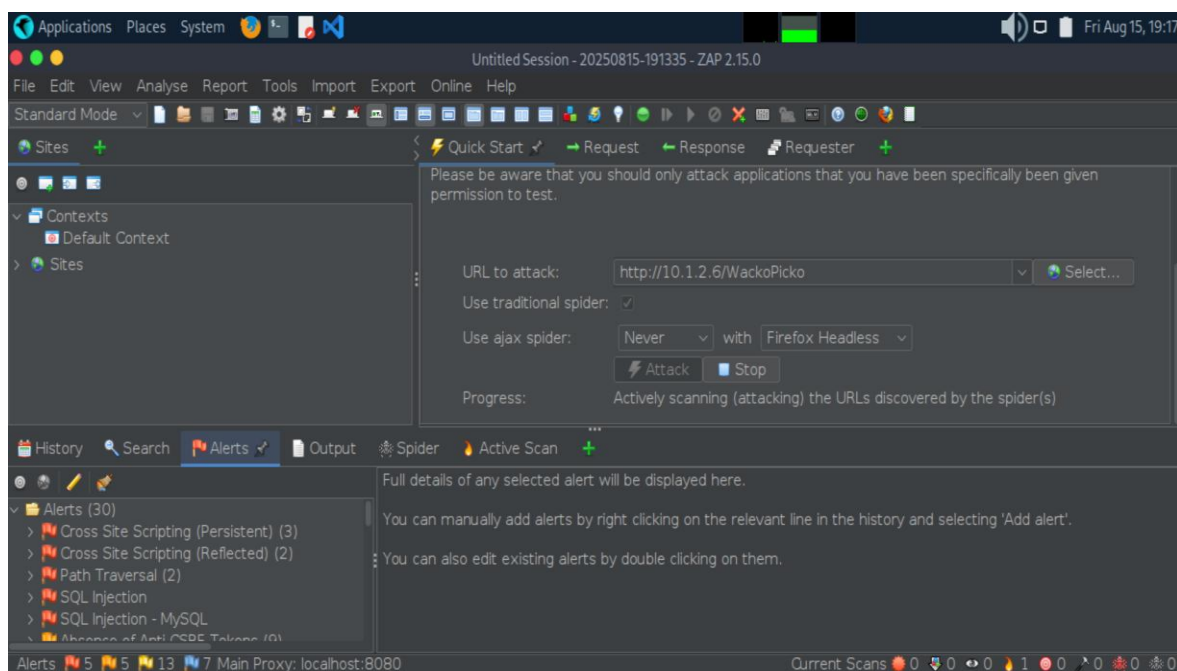 Applications Places System Fri Aug 15, 19:17
Untitled Session - 20250815-191335 - ZAP 2.15.0
File Edit View Analyse Report Tools Import Export Online Help
Standard Mode
Sites
Quick Start Request Response Requester
Please be aware that you should only attack applications that you have been specifically been given
permission to test.
Contexts
Default Context
Sites
URL to attack: http://10.1.2.6/WackoPicko Select...
Use traditional spider:
Use ajax spider: Never with Firefox Headless
Attack Stop
Progress: Actively scanning (attacking) the URLs discovered by the spider(s)
History Search Alerts Output Spider Active Scan
Full details of any selected alert will be displayed here.
You can manually add alerts by right clicking on the relevant line in the history and selecting 'Add alert'.
You can also edit existing alerts by double clicking on them.
Alerts (30)
Cross Site Scripting (Persistent) (3)
Cross Site Scripting (Reflected) (2)
Path Traversal (2)
SQL Injection
SQL Injection - MySQL
Absence of Anti-CSRF Tokens (9)
Alerts 5 5 13 7 Main Proxy: localhost:8080 Current Scans 0 0 0 1 0 0 0 0